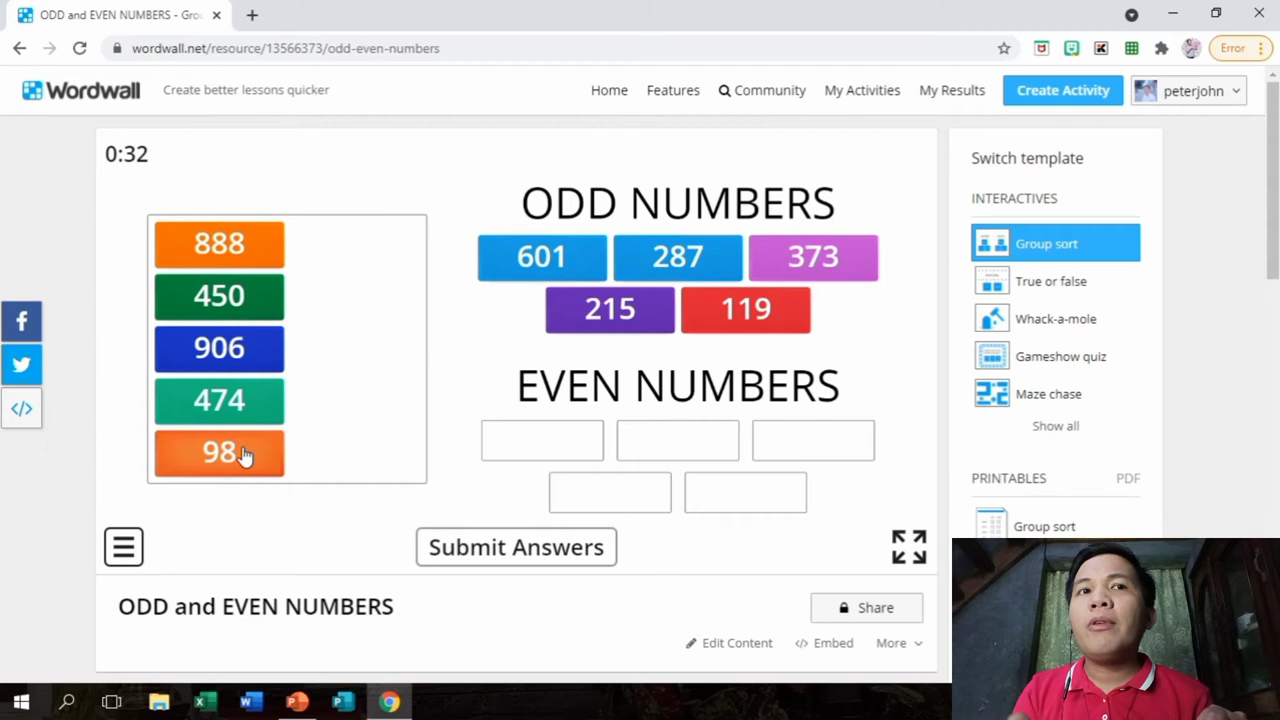 ODD and EVEN NUMBERS - Gro
wordwall.net/resource/13566373/odd-even-numbers
Error
Wordwall
Create better lessons quicker
Home
Features
Community
My Activities
My Results
Create Activity
peterjohn
0:32
ODD NUMBERS
601
287
373
215
119
888
450
906
474
98
EVEN NUMBERS
Submit Answers
ODD and EVEN NUMBERS
Share
Edit Content
Embed
More
Switch template
INTERACTIVES
Group sort
True or false
Whack-a-mole
Gameshow quiz
Maze chase
Show all
PRINTABLES
PDF
Group sort